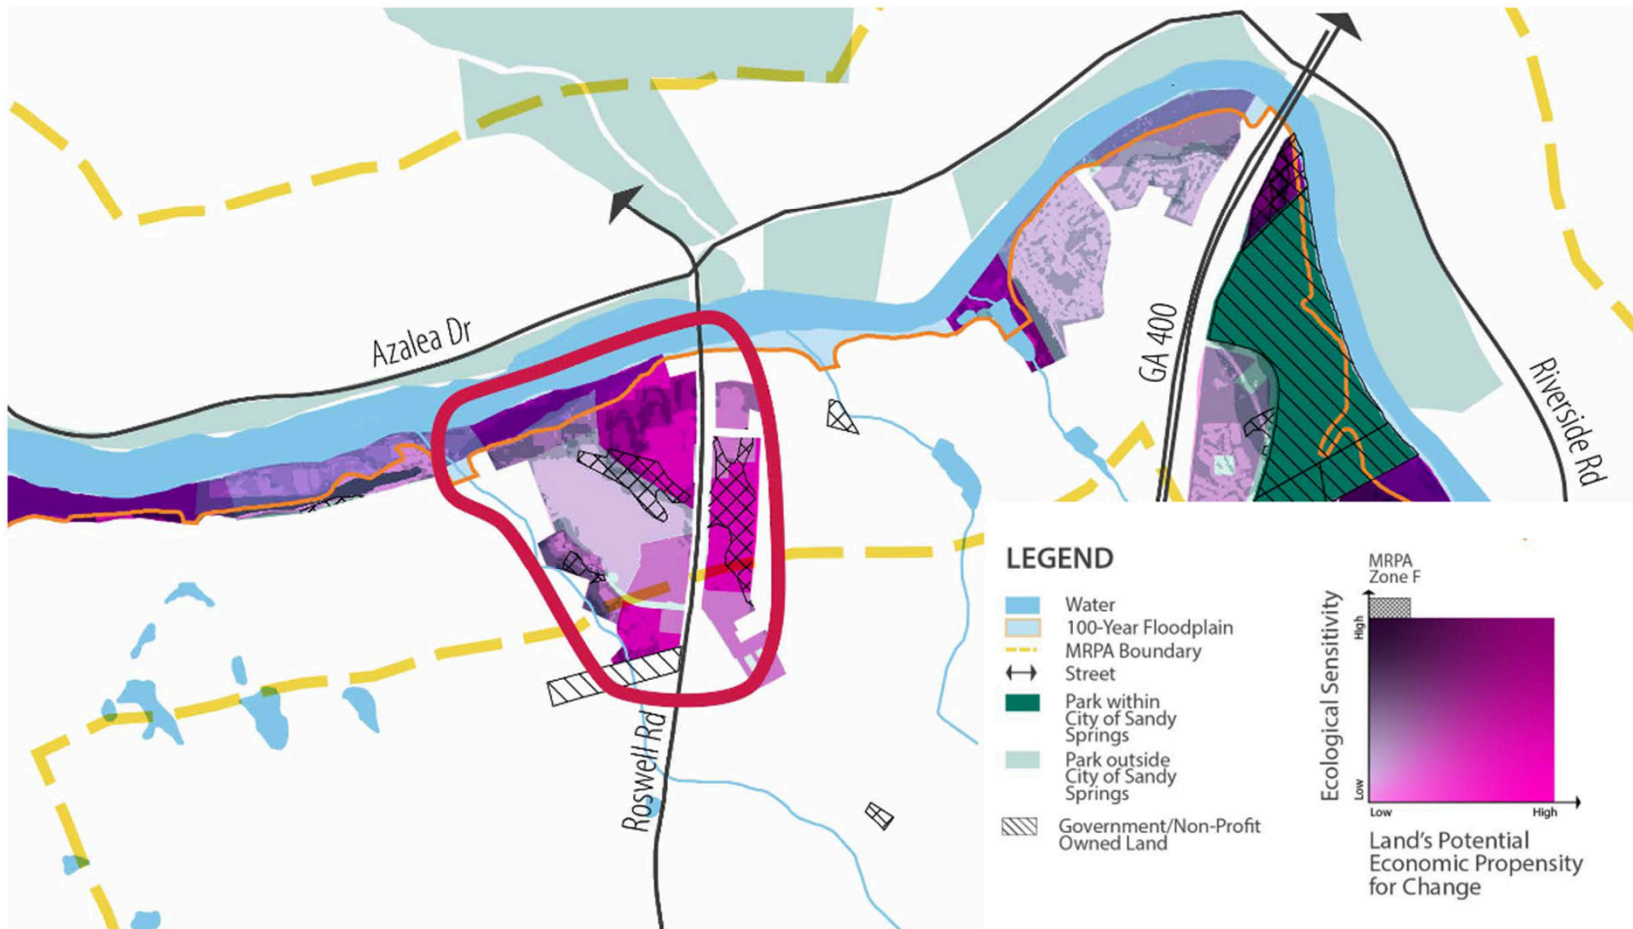 Azalea Dr
GA 400
Riverside Rd
Roswell Rd
LEGEND
Water
100-Year Floodplain
MRPA Boundary
Street
Park within
City of Sandy
Springs
Park outside
City of Sandy
Springs
Government/Non-Profit
Owned Land
MRPA
Zone F
Ecological Sensitivity
High
Low
Low
High
Land's Potential
Economic Propensity
for Change